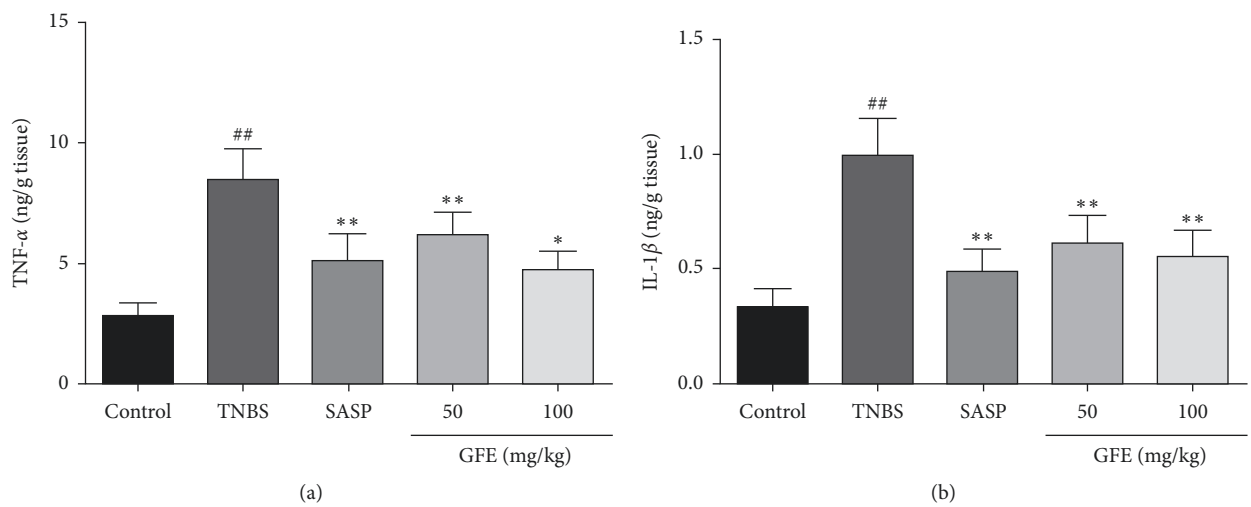 TNF-α (ng/g tissue)
15
10
5
0
##
**
**
*
Control
TNBS
SASP
50
100
GFE (mg/kg)
(a)
IL-1β (ng/g tissue)
1.5
1.0
0.5
0.0
##
**
**
**
Control
TNBS
SASP
50
100
GFE (mg/kg)
(b)